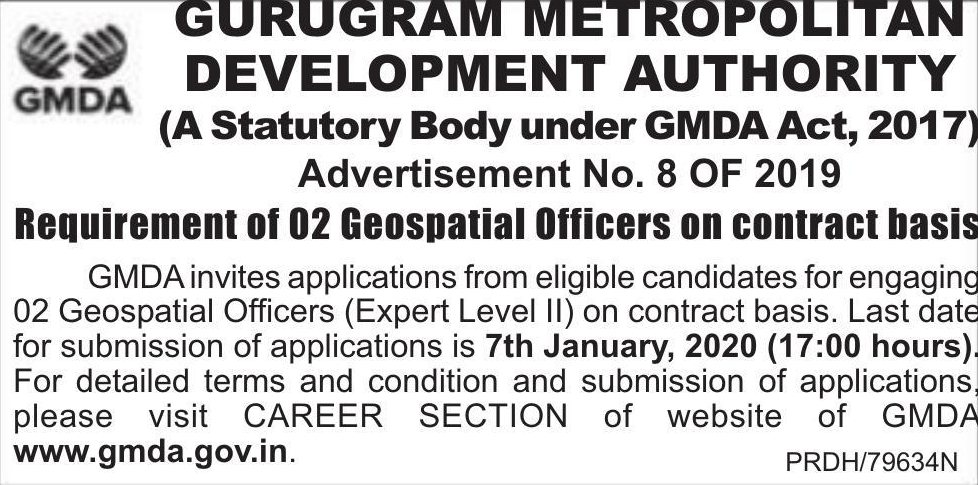 GURUGRAM METROPOLITAN
DEVELOPMENT AUTHORITY
GMDA
(A Statutory Body under GMDA Act, 2017)
Advertisement No. 8 OF 2019
Requirement of 02 Geospatial Officers on contract basis
GMDA invites applications from eligible candidates for engaging
02 Geospatial Officers (Expert Level II) on contract basis. Last date
for submission of applications is 7th January, 2020 (17:00 hours).
For detailed terms and condition and submission of applications,
please visit CAREER SECTION of website of GMDA
www.gmda.gov.in.
PRDH/79634N